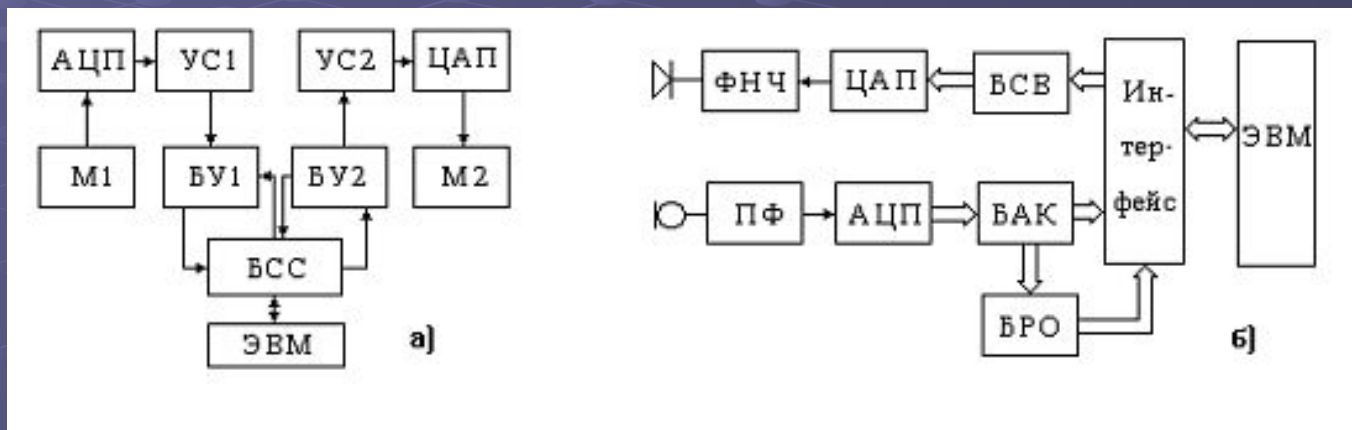 АЦП УС1 УС2 ЦАП
М1 БУ1 БУ2 М2
БСС
ЭВМ
а)
ФНЧ ЦАП БСВ
Ин-
тер-
фейс
ЭВМ
ПФ АЦП БАК
БРО
б)